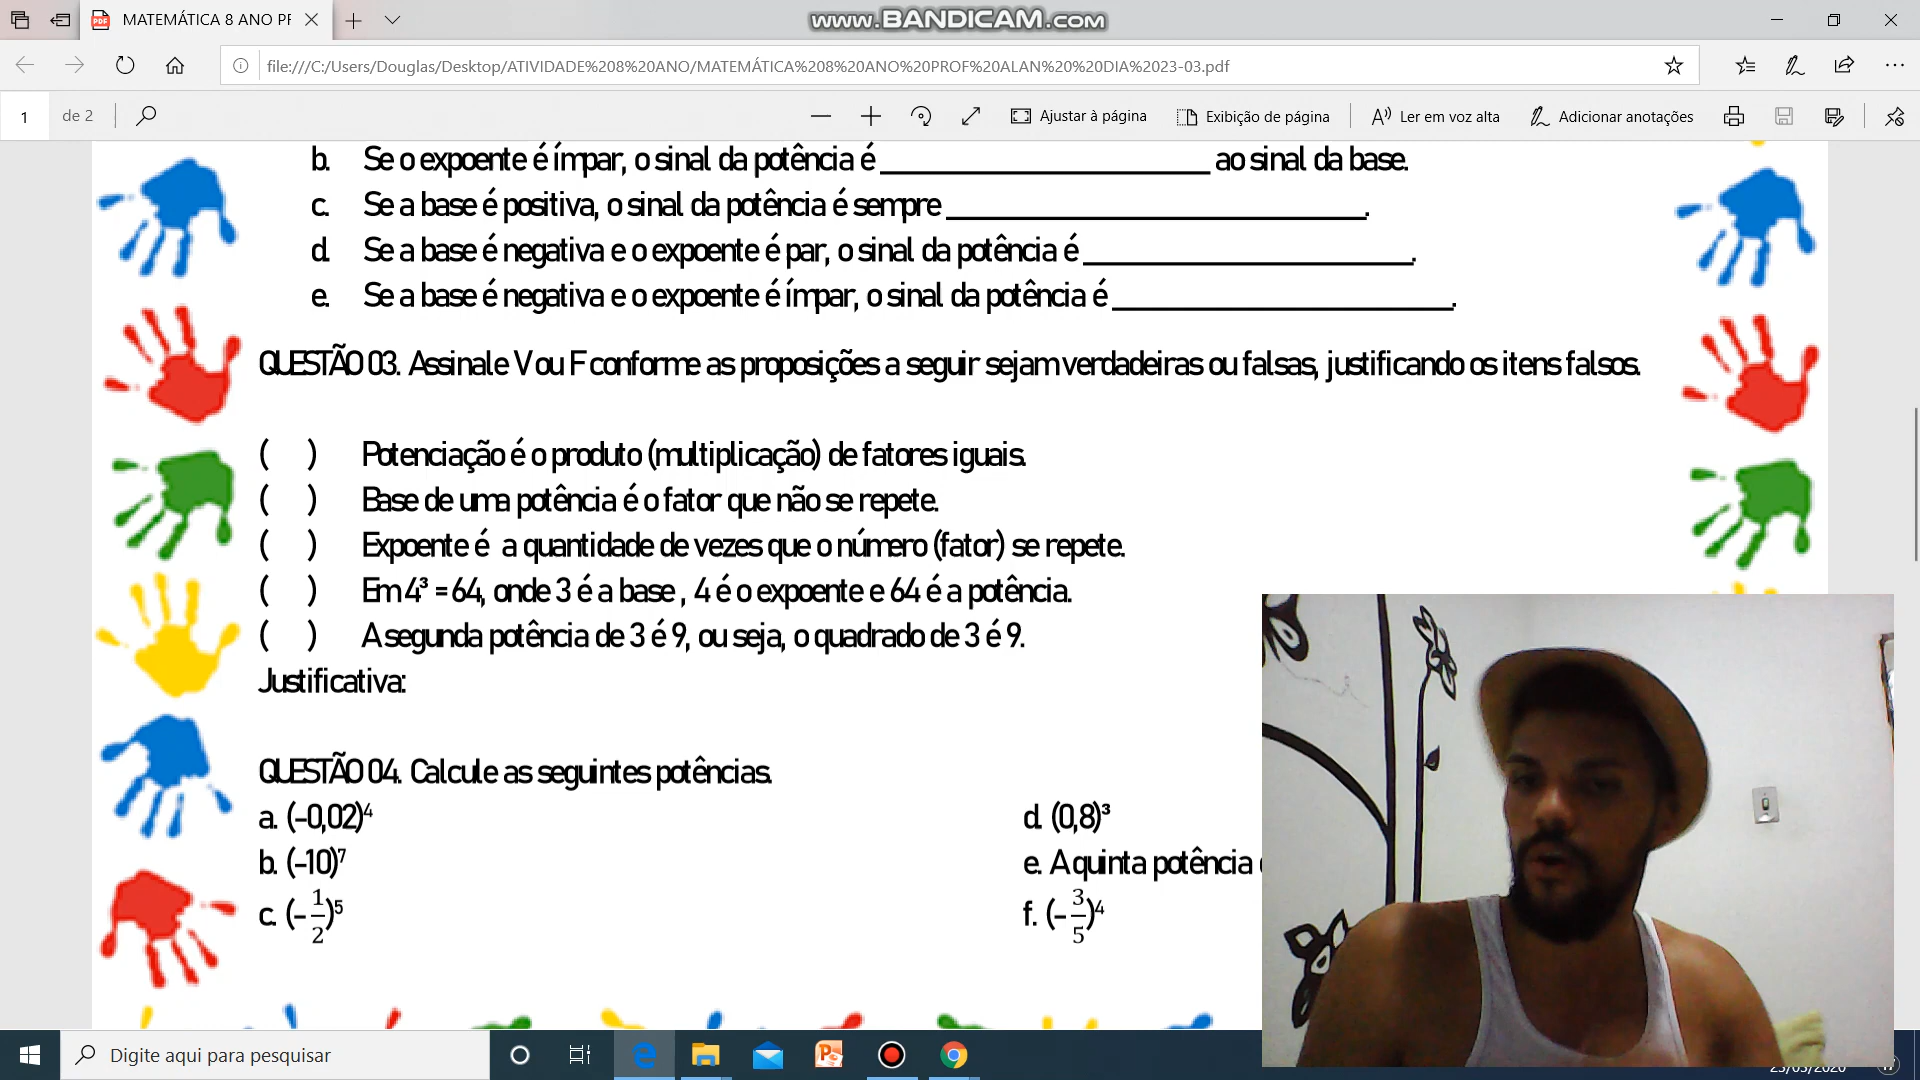 MATEMÁTICA 8 ANO PF
www.BANDICAM.com
file:///C:/Users/Douglas/Desktop/ATIVIDADE%208%20ANO/MATEMÁTICA%208%20ANO%20PROF%20ALAN%20%20DIA%2023-03.pdf
1 de 2 Ajustar à página Exibição de página Ler em voz alta Adicionar anotações
b. Se o expoente é ímpar, o sinal da potência é ____________________ ao sinal da base.
c. Se a base é positiva, o sinal da potência é sempre _________________________.
d. Se a base é negativa e o expoente é par, o sinal da potência é ____________________.
e. Se a base é negativa e o expoente é ímpar, o sinal da potência é ____________________.
QUESTÃO 03. Assinale V ou F conforme as proposições a seguir sejam verdadeiras ou falsas, justificando os itens falsos.
( ) Potenciação é o produto (multiplicação) de fatores iguais.
( ) Base de uma potência é o fator que não se repete.
( ) Expoente é a quantidade de vezes que o número (fator) se repete.
( ) Em 4³ = 64, onde 3 é a base , 4 é o expoente e 64 é a potência.
( ) A segunda potência de 3 é 9, ou seja, o quadrado de 3 é 9.
Justificativa:
QUESTÃO 04. Calcule as seguintes potências.
a. (-0,02)⁴
b. (-10)⁷
c. (-1/2)⁵
d. (0,8)³
e. A quinta potência
f. (-3/5)⁴
Digite aqui para pesquisar